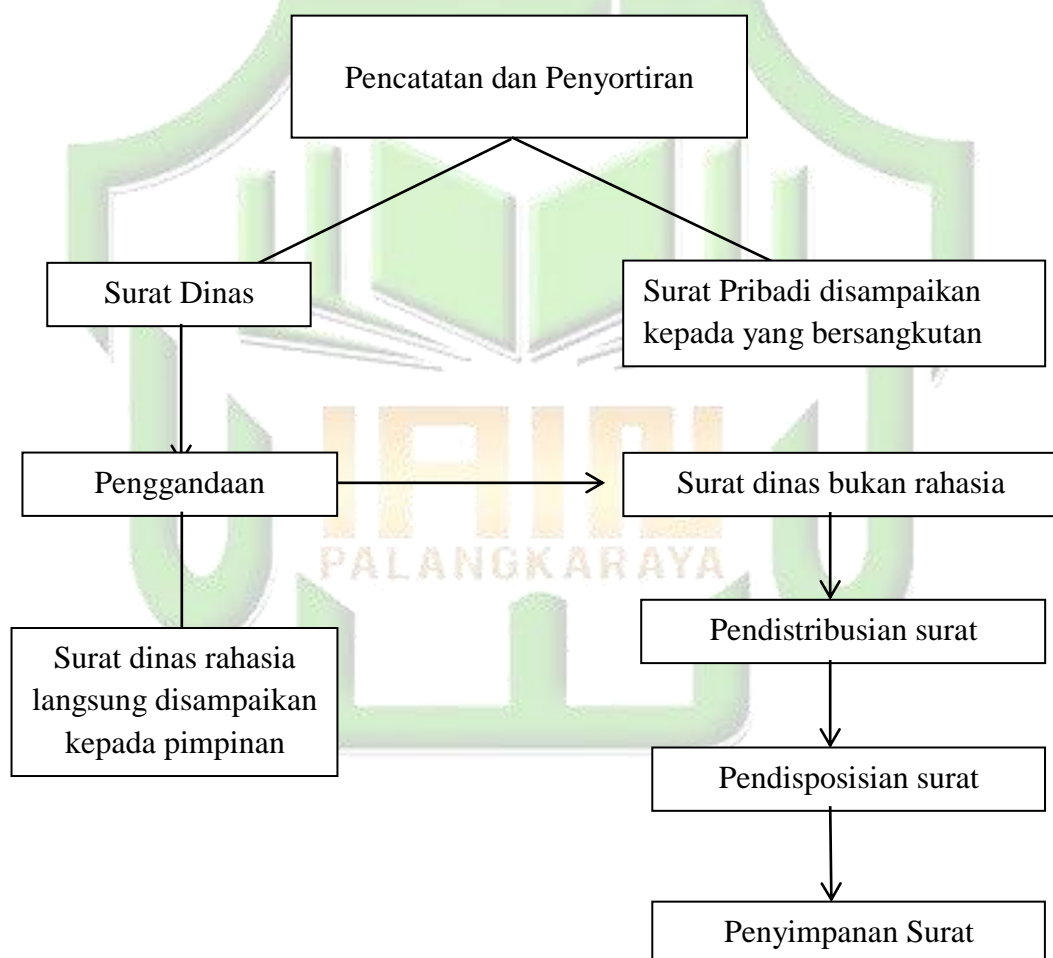 Pencatatan dan Penyortiran
Surat Dinas
Surat Pribadi disampaikan
kepada yang bersangkutan
Penggandaan
Surat dinas bukan rahasia
IAIN
PALANGKARAYA
Pendistribusian surat
Surat dinas rahasia
langsung disampaikan
kepada pimpinan
Pendisposisian surat
Penyimpanan Surat